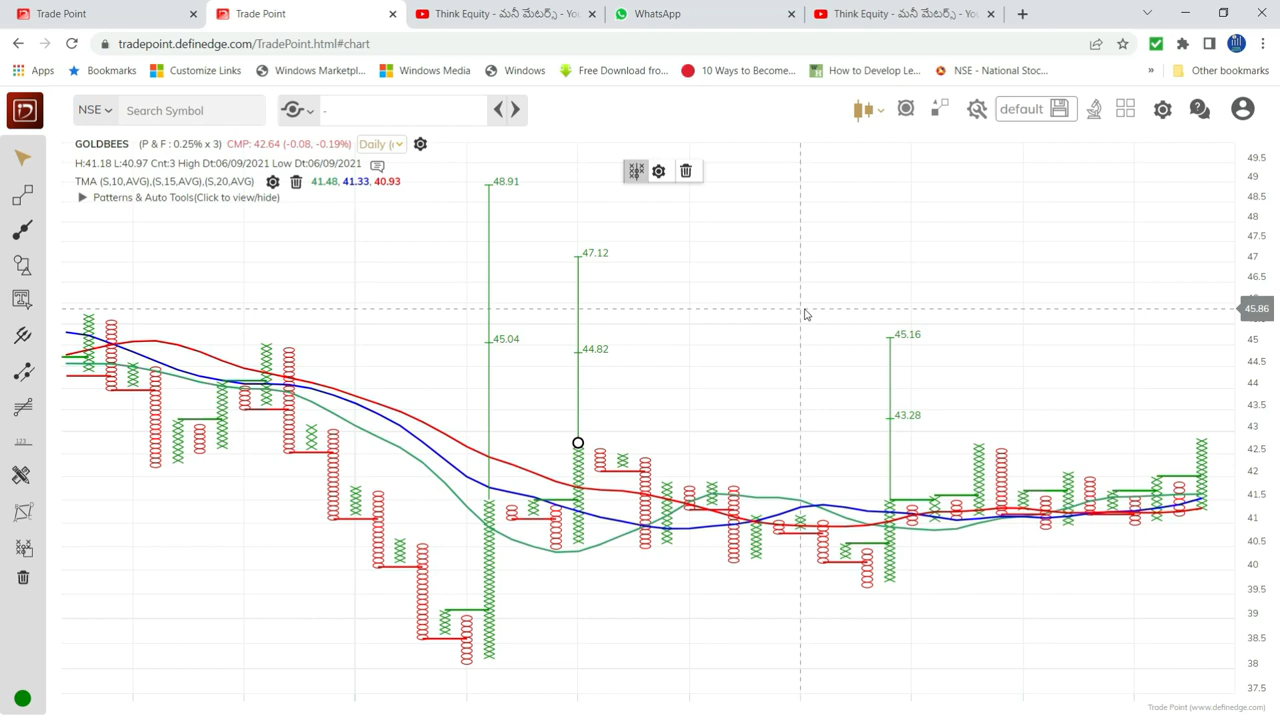 Trade Point
Trade Point
Think Equity - మనీ మేటర్స్ - You
WhatsApp
Think Equity - మనీ మేటర్స్ - You
tradepoint.definedge.com/TradePoint.html#chart
Apps
Bookmarks
Customize Links
Windows Marketpl...
Windows Media
Windows
Free Download fro...
10 Ways to Become...
How to Develop Le...
NSE - National Stoc...
»
Other bookmarks
NSE
Search Symbol
-
default
GOLDBEES (P & F : 0.25% x 3) CMP: 42.64 (-0.08, -0.19%) Daily (
H:41.18 L:40.97 Cnt:3 High Dt:06/09/2021 Low Dt:06/09/2021
TMA (S,10,AVG),(S,15,AVG),(S,20,AVG) 41.48, 41.33, 40.93
Patterns & Auto Tools(Click to view/hide)
48.91
47.12
45.04
44.82
45.16
43.28
49.5
49
48.5
48
47.5
47
46.5
45.86
45
44.5
44
43.5
43
42.5
42
41.5
41
40.5
40
39.5
39
38.5
38
37.5
123
Trade Point (www.definedge.com)